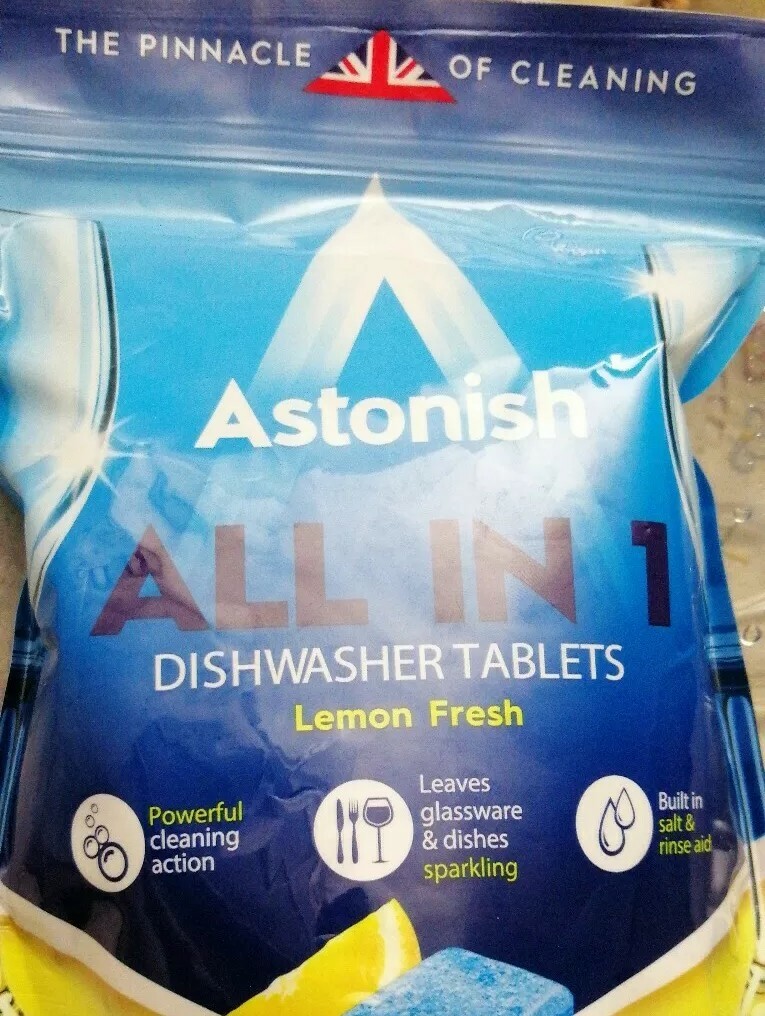 THE PINNACLE OF CLEANING
Astonish
ALL IN 1
DISHWASHER TABLETS
Lemon Fresh
Powerful
cleaning
action
Leaves
glassware
& dishes
sparkling
Built in
salt &
rinse aid